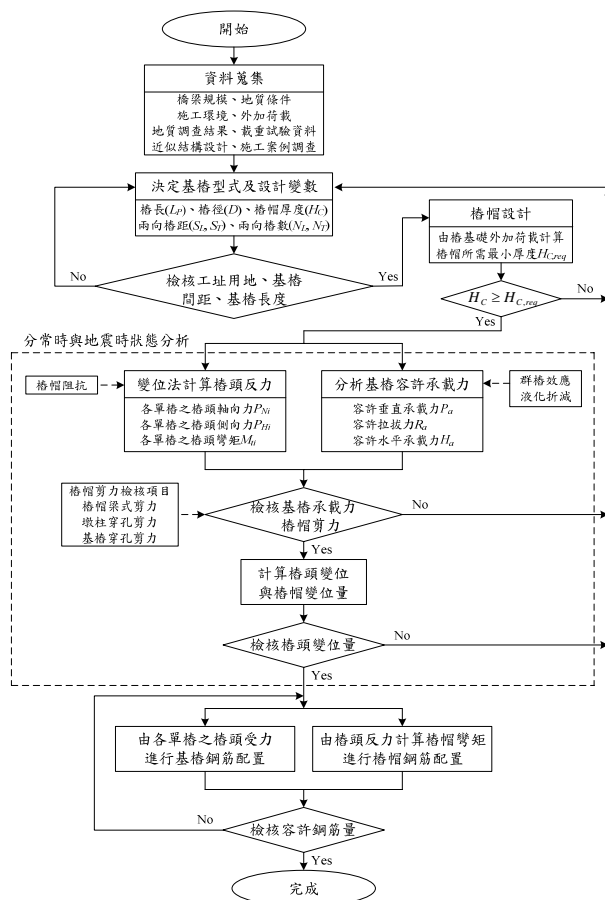 開始
資料蒐集
橋梁規模、地質條件
施工環境、外加荷載
地質調查結果、載重試驗資料
近似結構設計、施工案例調查
決定基樁型式及設計變數
樁長(LP)、樁徑(D)、樁帽厚度(HC)
兩向樁距(SL, ST)、兩向樁數(NL, NT)
樁帽設計
由樁基礎外加荷載計算
樁帽所需最小厚度HC,req
No
檢核工址用地、基樁
間距、基樁長度
Yes
HC ≥ HC,req
No
Yes
分常時與地震時狀態分析
樁帽阻抗
變位法計算樁頭反力
各單樁之樁頭軸向力PNi
各單樁之樁頭側向力PHi
各單樁之樁頭彎矩Mti
分析基樁容許承載力
容許垂直承載力Pa
容許拉拔力Ra
容許水平承載力Ha
群樁效應
液化折減
樁帽剪力檢核項目
樁帽梁式剪力
墩柱穿孔剪力
基樁穿孔剪力
檢核基樁承載力
樁帽剪力
No
Yes
計算樁頭變位
與樁帽變位量
檢核樁頭變位量
No
Yes
由各單樁之樁頭受力
進行基樁鋼筋配置
由樁頭反力計算樁帽彎矩
進行樁帽鋼筋配置
No
檢核容許鋼筋量
Yes
完成